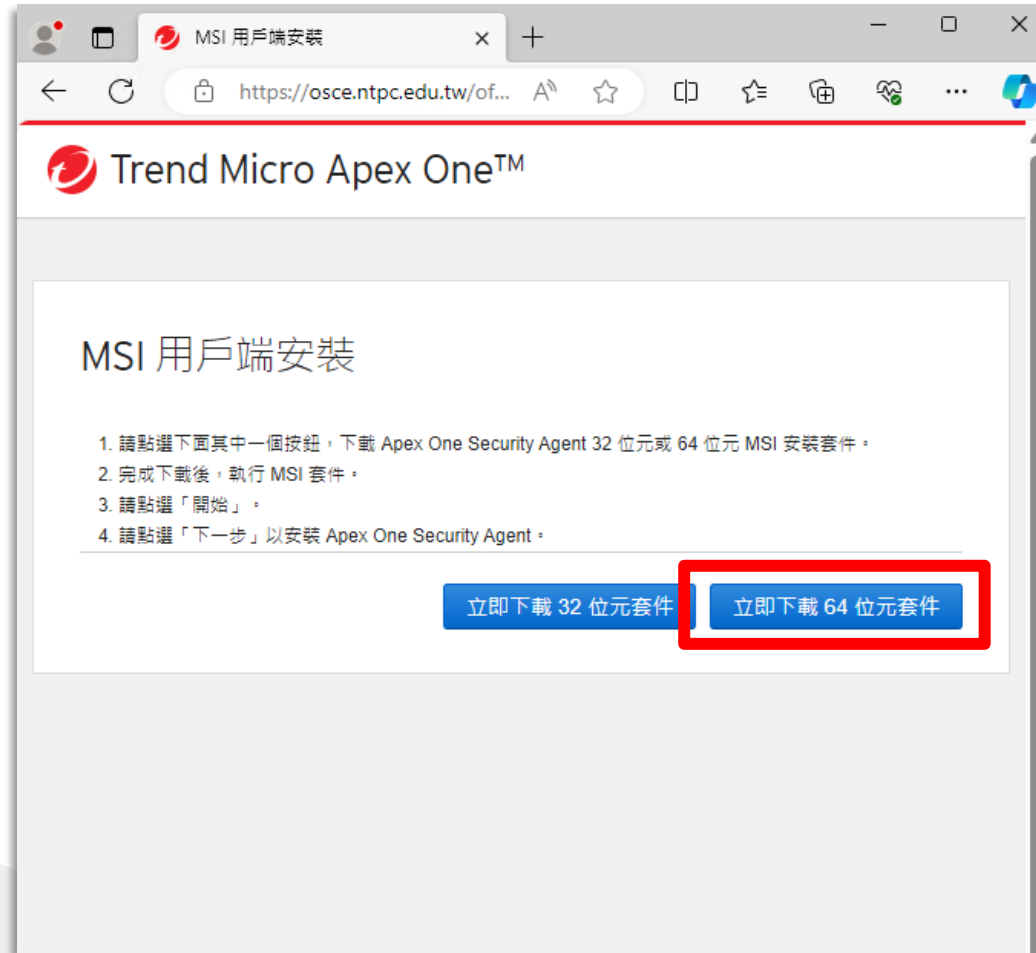 MSI 用戶端安裝
https://osce.ntpc.edu.tw/of...
Trend Micro Apex One™
MSI 用戶端安裝
1. 請點選下面其中一個按鈕，下載 Apex One Security Agent 32 位元或 64 位元 MSI 安裝套件。
2. 完成下載後，執行 MSI 套件。
3. 請點選「開始」。
4. 請點選「下一步」以安裝 Apex One Security Agent。
立即下載 32 位元套件 立即下載 64 位元套件